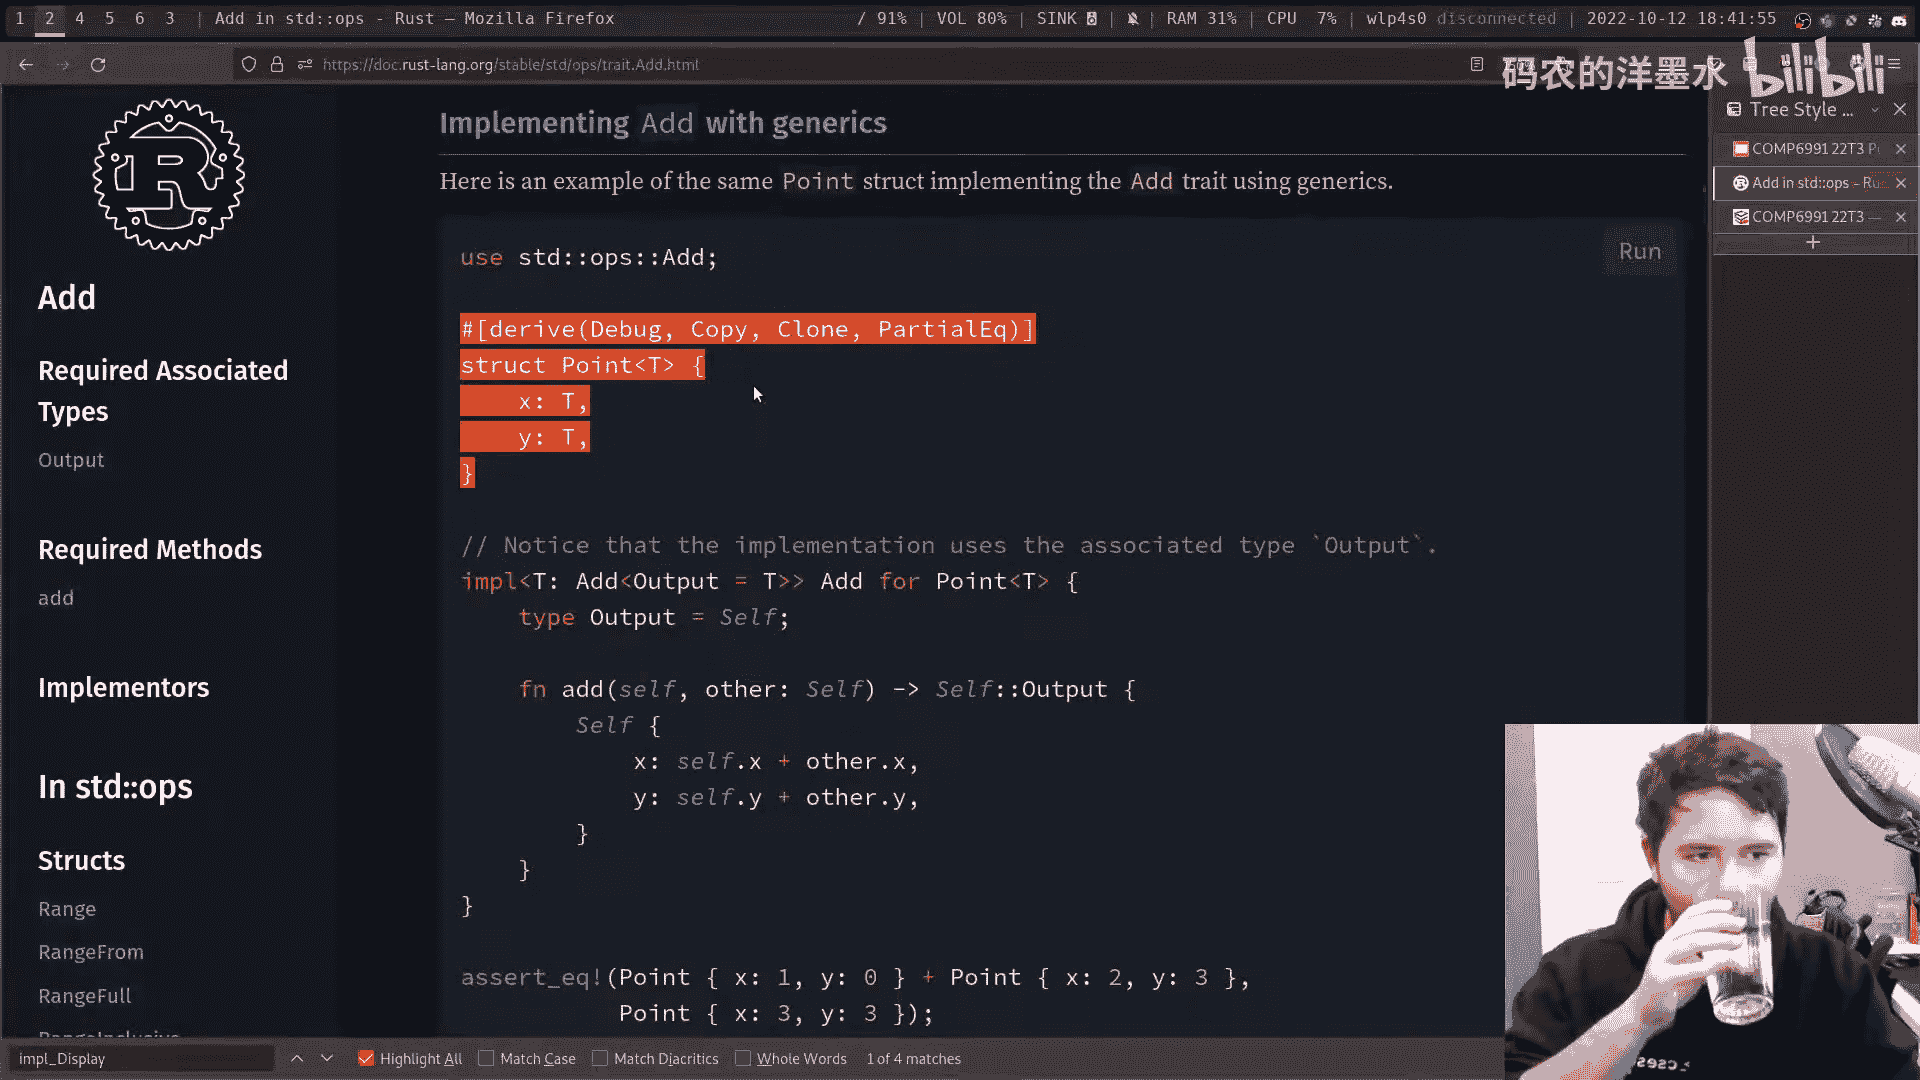 1 2 4 5 6 3 | Add in std::ops - Rust — Mozilla Firefox
/ 91% | VOL 80% | SINK | | RAM 31% | CPU 7% | wlp4s0 disconnected | 2022-10-12 18:41:55
https://doc.rust-lang.org/stable/std/ops/trait.Add.html
码农的洋墨水 bilibili
Tree Style ...
COMP6991 22T3 P
Add in std::ops - Ru
COMP6991 22T3 —
Add
Required Associated
Types
Output
Required Methods
add
Implementors
In std::ops
Structs
Range
RangeFrom
RangeFull
RangeInclusive
Implementing Add with generics
Here is an example of the same Point struct implementing the Add trait using generics.
Run
use std::ops::Add;
#[derive(Debug, Copy, Clone, PartialEq)]
struct Point<T> {
x: T,
y: T,
}
// Notice that the implementation uses the associated type `Output`.
impl<T: Add<Output = T>> Add for Point<T> {
type Output = Self;
fn add(self, other: Self) -> Self::Output {
Self {
x: self.x + other.x,
y: self.y + other.y,
}
}
}
assert_eq!(Point { x: 1, y: 0 } + Point { x: 2, y: 3 },
Point { x: 3, y: 3 });
impl_Display
Highlight All Match Case Match Diacritics Whole Words 1 of 4 matches